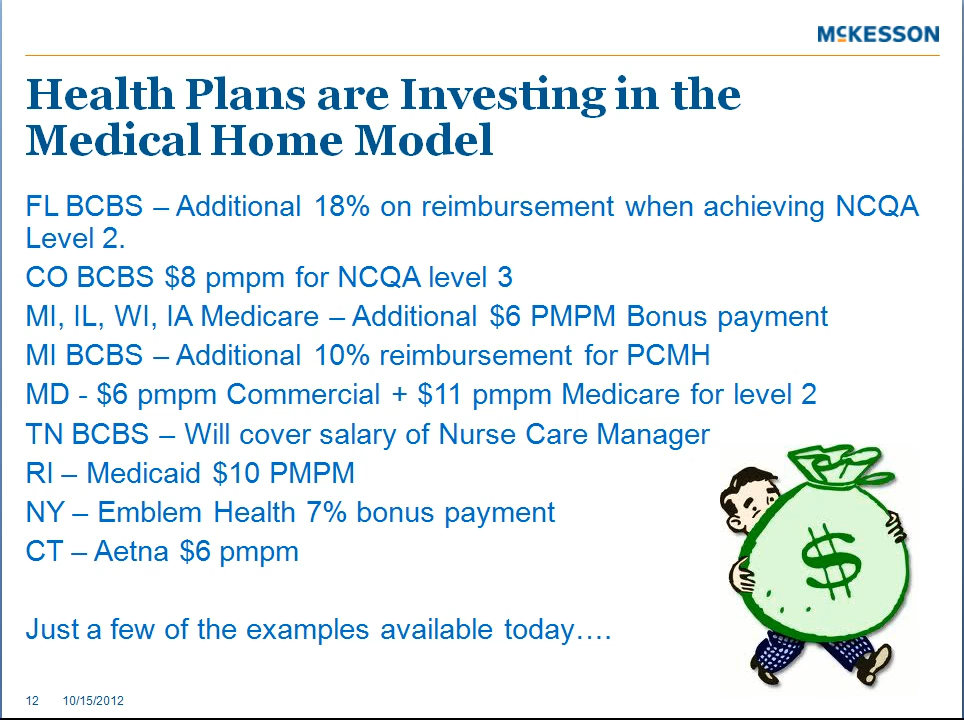 MCKESSON
Health Plans are Investing in the
Medical Home Model
FL BCBS – Additional 18% on reimbursement when achieving NCQA
Level 2.
CO BCBS $8 pmpm for NCQA level 3
MI, IL, WI, IA Medicare – Additional $6 PMPM Bonus payment
MI BCBS – Additional 10% reimbursement for PCMH
MD - $6 pmpm Commercial + $11 pmpm Medicare for level 2
TN BCBS – Will cover salary of Nurse Care Manager
RI – Medicaid $10 PMPM
NY – Emblem Health 7% bonus payment
CT – Aetna $6 pmpm
$
Just a few of the examples available today….
12 10/15/2012